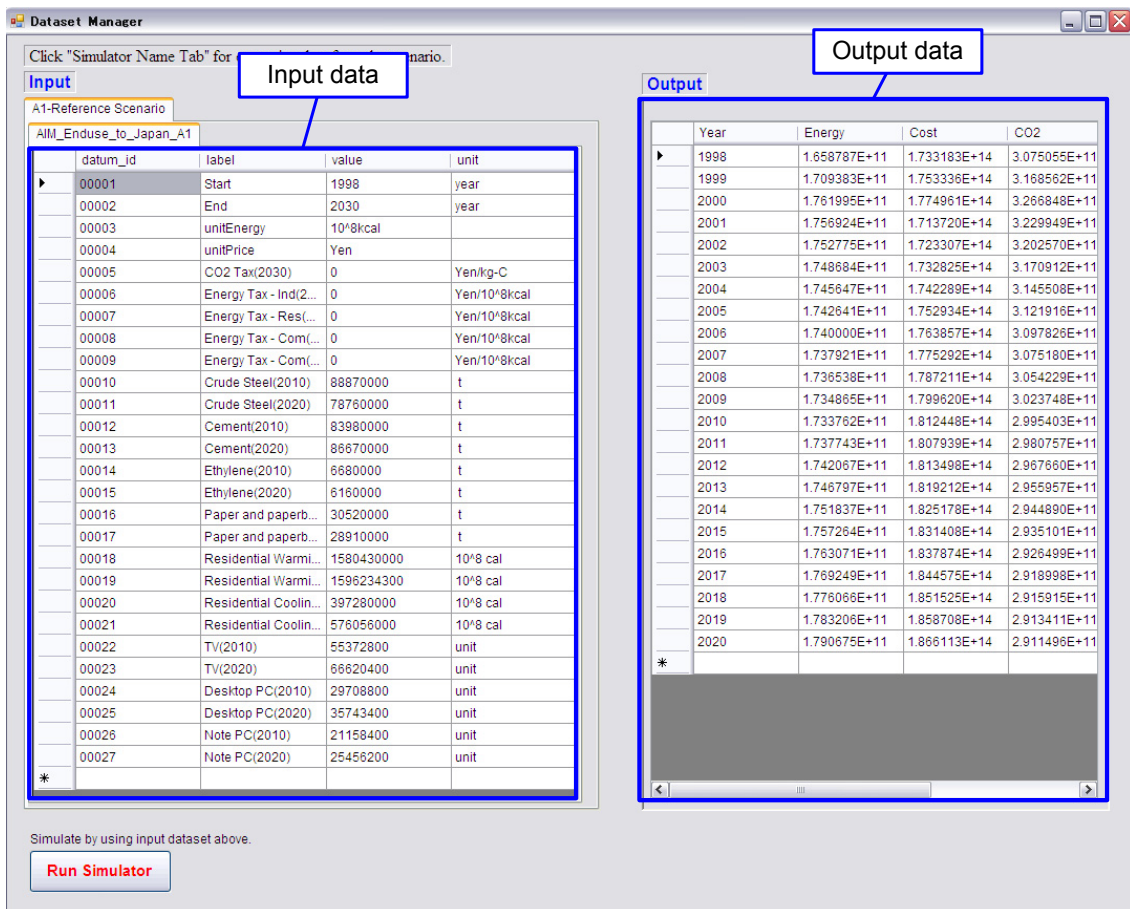 Dataset Manager
Click "Simulator Name Tab" for
enario.
Input data
Output data
Input
Output
A1-Reference Scenario
AIM_Enduse_to_Japan_A1
datum_id label value unit
00001 Start 1998 year
00002 End 2030 year
00003 unitEnergy 10^8kcal
00004 unitPrice Yen
00005 CO2 Tax(2030) 0 Yen/kg-C
00006 Energy Tax - Ind(2... 0 Yen/10^8kcal
00007 Energy Tax - Res(... 0 Yen/10^8kcal
00008 Energy Tax - Com(... 0 Yen/10^8kcal
00009 Energy Tax - Com(... 0 Yen/10^8kcal
00010 Crude Steel(2010) 88870000 t
00011 Crude Steel(2020) 78760000 t
00012 Cement(2010) 83980000 t
00013 Cement(2020) 86670000 t
00014 Ethylene(2010) 6680000 t
00015 Ethylene(2020) 6160000 t
00016 Paper and paperb... 30520000 t
00017 Paper and paperb... 28910000 t
00018 Residential Warmi... 1580430000 10^8 cal
00019 Residential Warmi... 1596234300 10^8 cal
00020 Residential Coolin... 397280000 10^8 cal
00021 Residential Coolin... 576056000 10^8 cal
00022 TV(2010) 55372800 unit
00023 TV(2020) 66620400 unit
00024 Desktop PC(2010) 29708800 unit
00025 Desktop PC(2020) 35743400 unit
00026 Note PC(2010) 21158400 unit
00027 Note PC(2020) 25456200 unit
Year Energy Cost CO2
1998 1.658787E+11 1.733183E+14 3.075055E+11
1999 1.709383E+11 1.753336E+14 3.168562E+11
2000 1.761995E+11 1.774961E+14 3.266848E+11
2001 1.756924E+11 1.713720E+14 3.229949E+11
2002 1.752775E+11 1.723307E+14 3.202570E+11
2003 1.748684E+11 1.732825E+14 3.170912E+11
2004 1.745647E+11 1.742289E+14 3.145508E+11
2005 1.742641E+11 1.752934E+14 3.121916E+11
2006 1.740000E+11 1.763857E+14 3.097826E+11
2007 1.737921E+11 1.775292E+14 3.075180E+11
2008 1.736538E+11 1.787211E+14 3.054229E+11
2009 1.734865E+11 1.799620E+14 3.023748E+11
2010 1.733762E+11 1.812448E+14 2.995403E+11
2011 1.737743E+11 1.807939E+14 2.980757E+11
2012 1.742067E+11 1.813498E+14 2.967660E+11
2013 1.746797E+11 1.819212E+14 2.955957E+11
2014 1.751837E+11 1.825178E+14 2.944890E+11
2015 1.757264E+11 1.831408E+14 2.935101E+11
2016 1.763071E+11 1.837874E+14 2.926499E+11
2017 1.769249E+11 1.844575E+14 2.918998E+11
2018 1.776066E+11 1.851525E+14 2.915915E+11
2019 1.783206E+11 1.858708E+14 2.913411E+11
2020 1.790675E+11 1.866113E+14 2.911496E+11
Simulate by using input dataset above.
Run Simulator